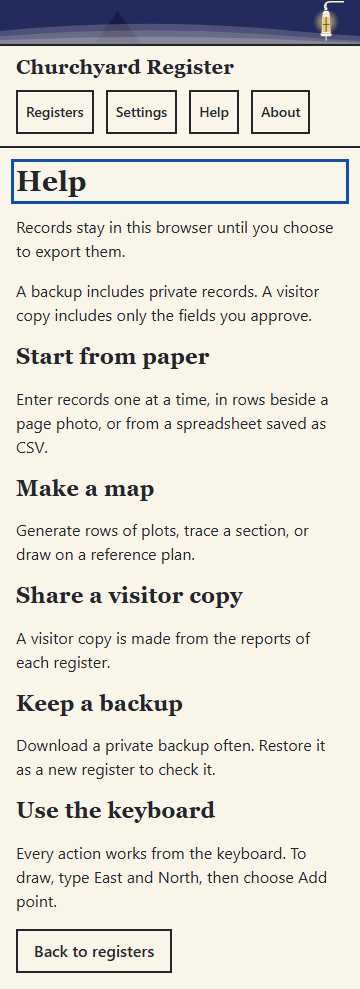 Churchyard Register
Registers
Settings
Help
About
Help
Records stay in this browser until you choose
to export them.
A backup includes private records. A visitor
copy includes only the fields you approve.
Start from paper
Enter records one at a time, in rows beside a
page photo, or from a spreadsheet saved as
CSV.
Make a map
Generate rows of plots, trace a section, or
draw on a reference plan.
Share a visitor copy
A visitor copy is made from the reports of
each register.
Keep a backup
Download a private backup often. Restore it
as a new register to check it.
Use the keyboard
Every action works from the keyboard. To
draw, type East and North, then choose Add
point.
Back to registers